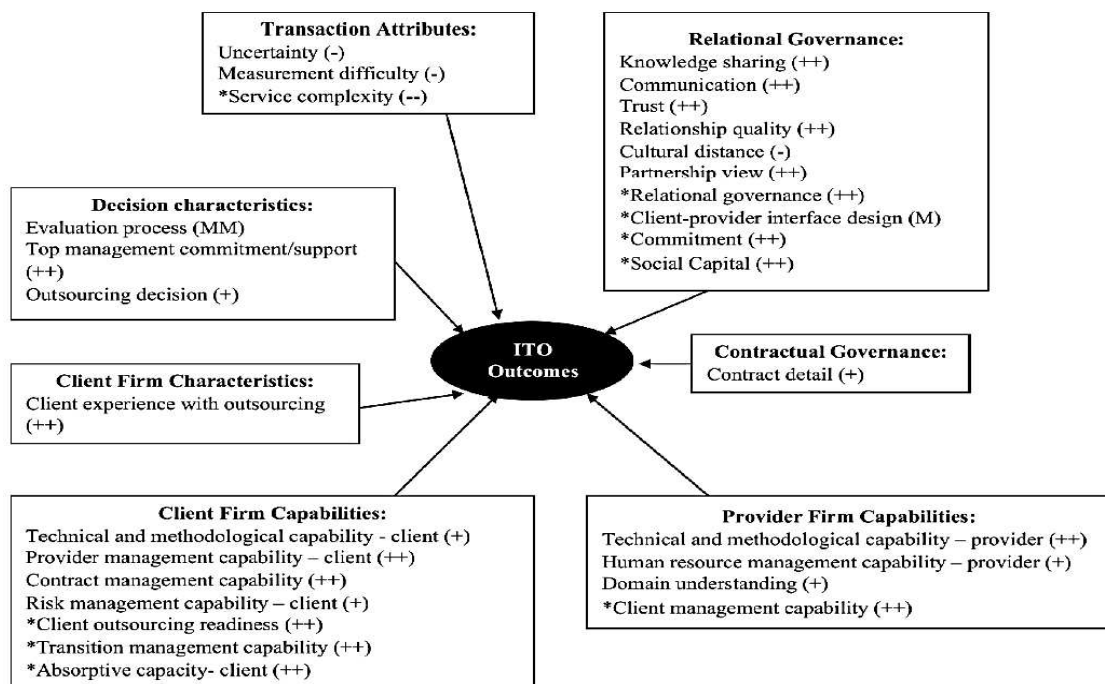 Transaction Attributes:
Uncertainty (-)
Measurement difficulty (-)
*Service complexity (--)
Relational Governance:
Knowledge sharing (++)
Communication (++)
Trust (++)
Relationship quality (++)
Cultural distance (-)
Partnership view (++)
*Relational governance (++)
*Client-provider interface design (M)
*Commitment (++)
*Social Capital (++)
Decision characteristics:
Evaluation process (MM)
Top management commitment/support
(++)
Outsourcing decision (+)
ITO
Outcomes
Contractual Governance:
Contract detail (+)
Client Firm Characteristics:
Client experience with outsourcing
(++)
Client Firm Capabilities:
Technical and methodological capability - client (+)
Provider management capability – client (++)
Contract management capability (++)
Risk management capability – client (+)
*Client outsourcing readiness (++)
*Transition management capability (++)
*Absorptive capacity- client (++)
Provider Firm Capabilities:
Technical and methodological capability – provider (++)
Human resource management capability – provider (+)
Domain understanding (+)
*Client management capability (++)